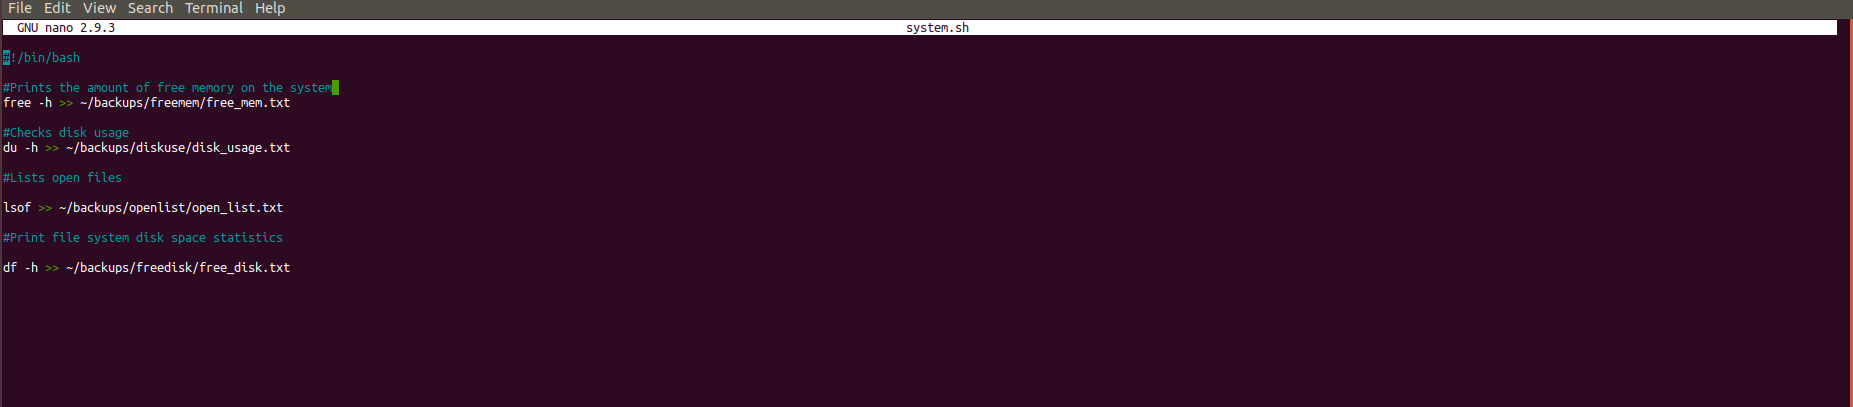 File Edit View Search Terminal Help
GNU nano 2.9.3 system.sh
#!/bin/bash
#Prints the amount of free memory on the system
free -h >> ~/backups/freemem/free_mem.txt
#Checks disk usage
du -h >> ~/backups/diskuse/disk_usage.txt
#Lists open files
lsof >> ~/backups/openlist/open_list.txt
#Print file system disk space statistics
df -h >> ~/backups/freedisk/free_disk.txt